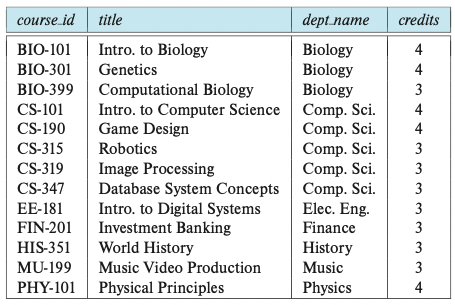 course_id title dept_name credits
BIO-101 Intro. to Biology Biology 4
BIO-301 Genetics Biology 4
BIO-399 Computational Biology Biology 3
CS-101 Intro. to Computer Science Comp. Sci. 4
CS-190 Game Design Comp. Sci. 4
CS-315 Robotics Comp. Sci. 3
CS-319 Image Processing Comp. Sci. 3
CS-347 Database System Concepts Comp. Sci. 3
EE-181 Intro. to Digital Systems Elec. Eng. 3
FIN-201 Investment Banking Finance 3
HIS-351 World History History 3
MU-199 Music Video Production Music 3
PHY-101 Physical Principles Physics 4